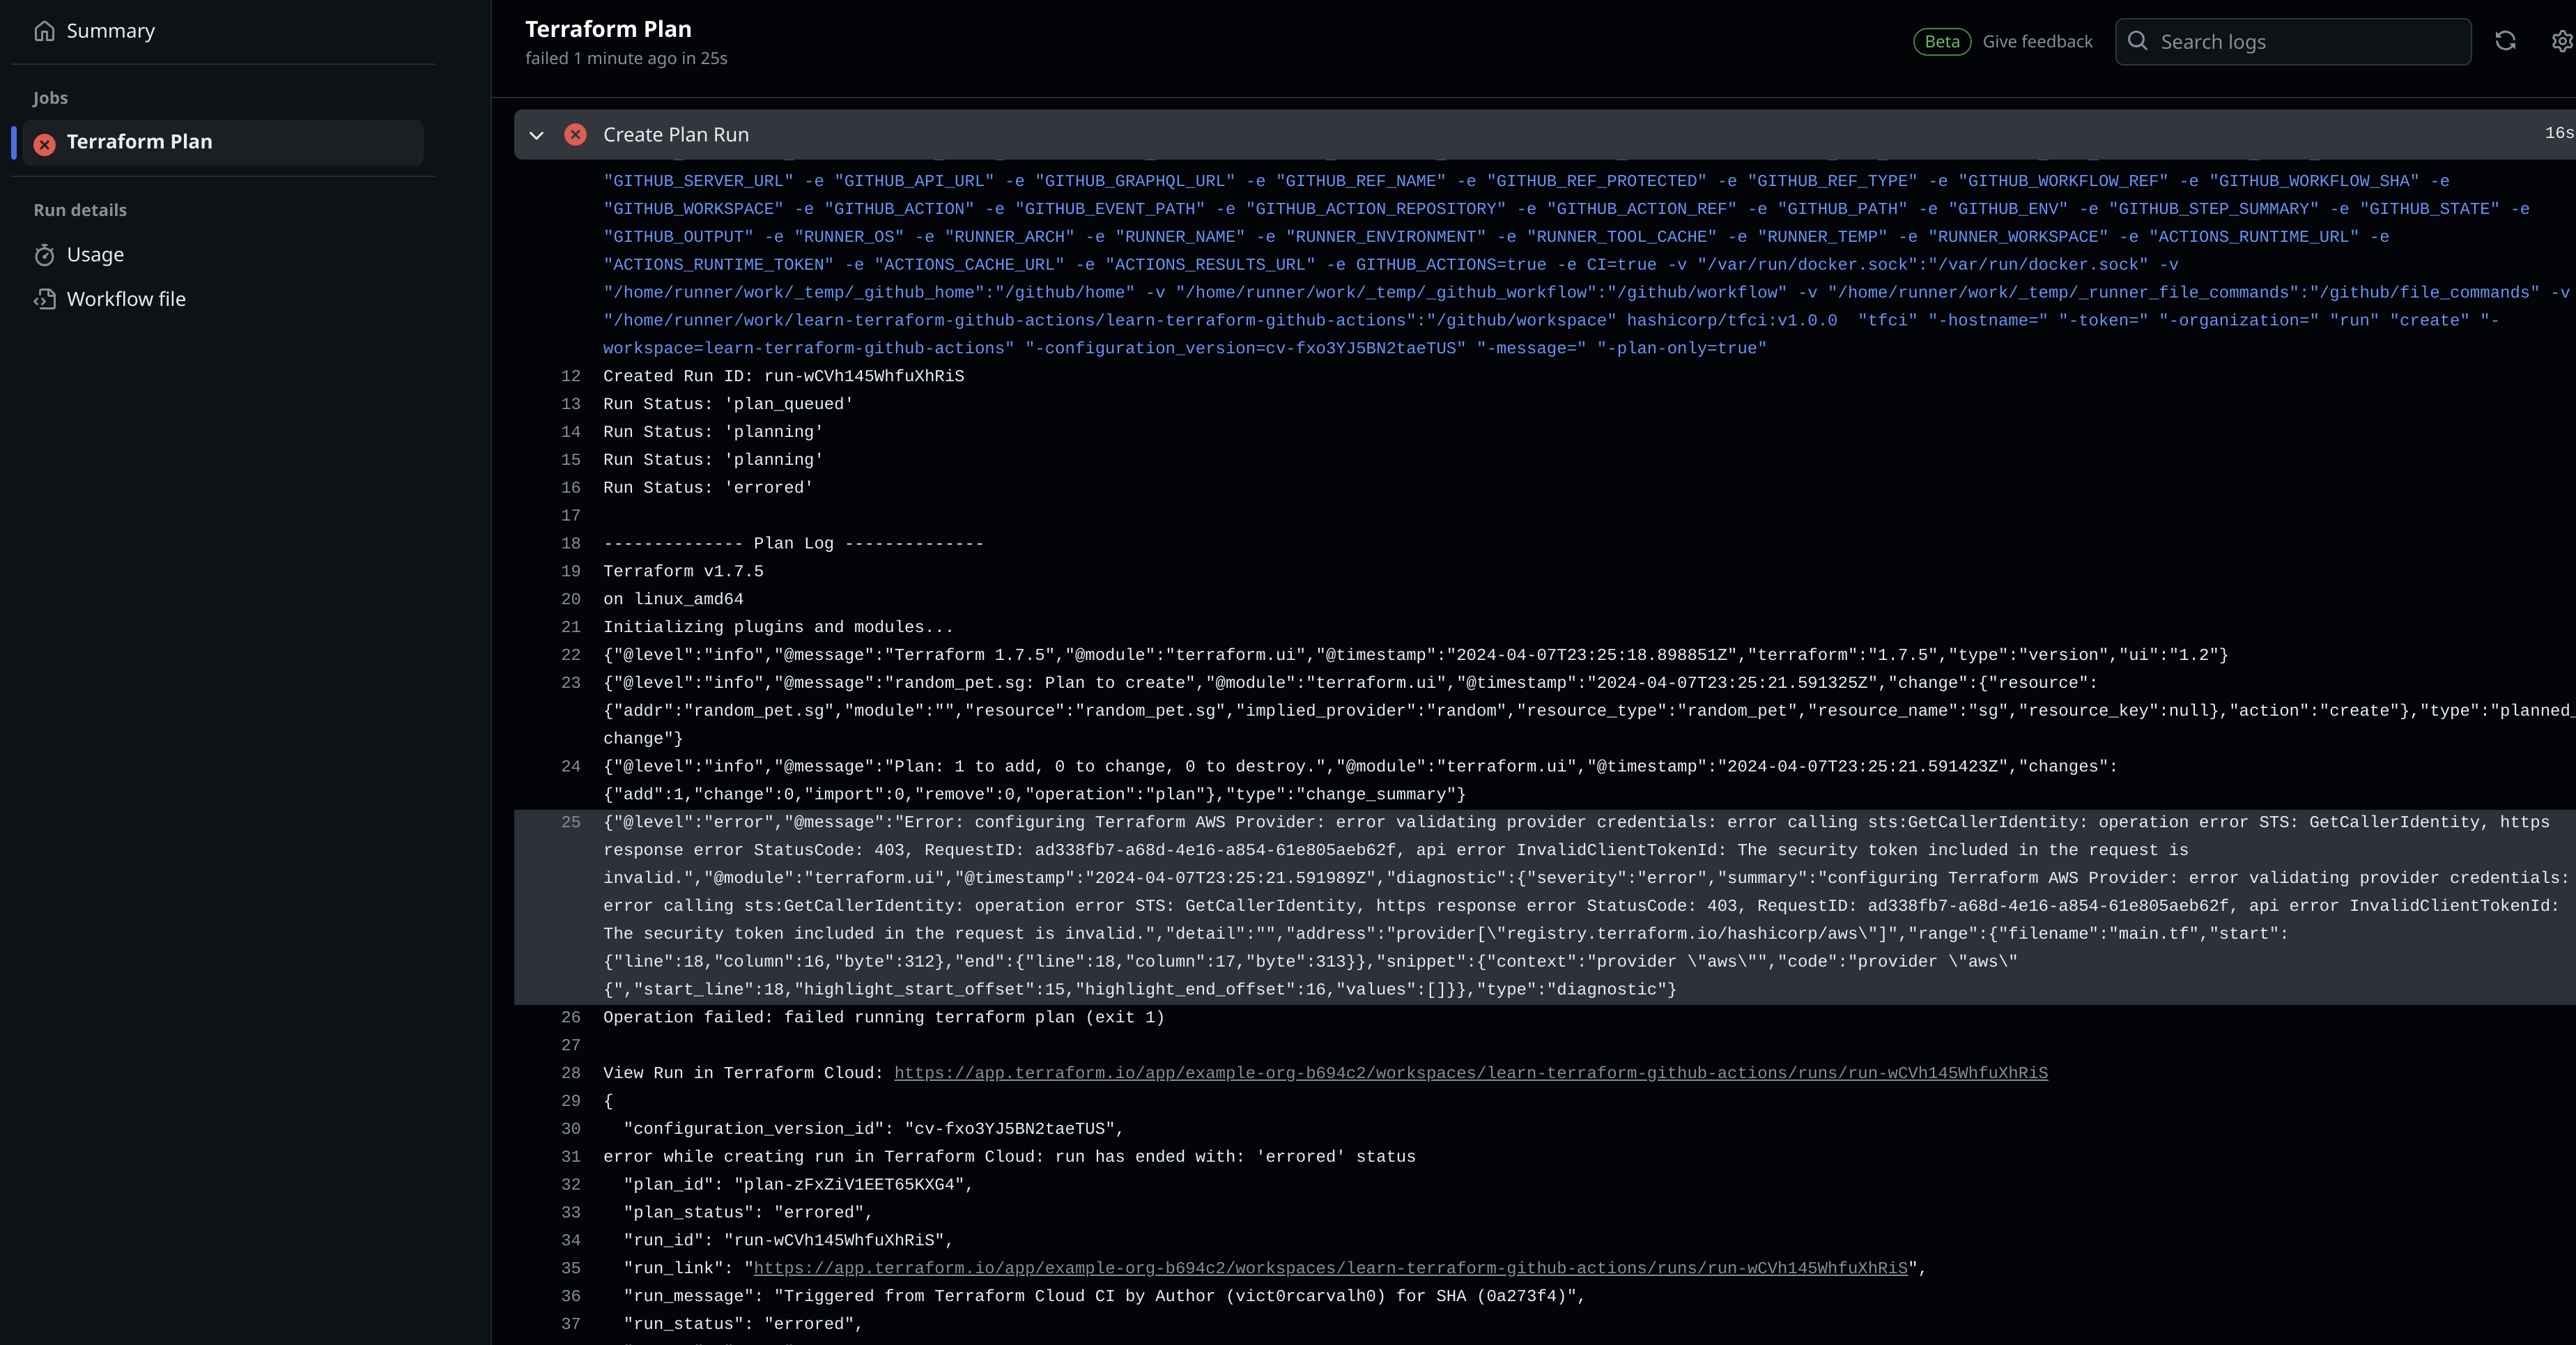 Summary
Jobs
Terraform Plan
Run details
Usage
Workflow file
Terraform Plan
failed 1 minute ago in 25s
Beta Give feedback
Search logs
Create Plan Run
16s
"GITHUB_SERVER_URL" -e "GITHUB_API_URL" -e "GITHUB_GRAPHQL_URL" -e "GITHUB_REF_NAME" -e "GITHUB_REF_PROTECTED" -e "GITHUB_REF_TYPE" -e "GITHUB_WORKFLOW_REF" -e "GITHUB_WORKFLOW_SHA" -e
"GITHUB_WORKSPACE" -e "GITHUB_ACTION" -e "GITHUB_EVENT_PATH" -e "GITHUB_ACTION_REPOSITORY" -e "GITHUB_ACTION_REF" -e "GITHUB_PATH" -e "GITHUB_ENV" -e "GITHUB_STEP_SUMMARY" -e "GITHUB_STATE" -e
"GITHUB_OUTPUT" -e "RUNNER_OS" -e "RUNNER_ARCH" -e "RUNNER_NAME" -e "RUNNER_ENVIRONMENT" -e "RUNNER_TOOL_CACHE" -e "RUNNER_TEMP" -e "RUNNER_WORKSPACE" -e "ACTIONS_RUNTIME_URL" -e
"ACTIONS_RUNTIME_TOKEN" -e "ACTIONS_CACHE_URL" -e "ACTIONS_RESULTS_URL" -e GITHUB_ACTIONS=true -e CI=true -v "/var/run/docker.sock":"/var/run/docker.sock" -v
"/home/runner/work/_temp/_github_home":"/github/home" -v "/home/runner/work/_temp/_github_workflow":"/github/workflow" -v "/home/runner/work/_temp/_runner_file_commands":"/github/file_commands" -v
"/home/runner/work/learn-terraform-github-actions/learn-terraform-github-actions":"/github/workspace" hashicorp/tfci:v1.0.0 "tfci" "-hostname=" "-token=" "-organization=" "run" "create" "-
workspace=learn-terraform-github-actions" "-configuration_version=cv-fxo3YJ5BN2taeTUS" "-message=" "-plan-only=true"
12 Created Run ID: run-wCVh145WhfuXhRiS
13 Run Status: 'plan_queued'
14 Run Status: 'planning'
15 Run Status: 'planning'
16 Run Status: 'errored'
17
18 -------------- Plan Log --------------
19 Terraform v1.7.5
20 on linux_amd64
21 Initializing plugins and modules...
22 {"@level":"info","@message":"Terraform 1.7.5","@module":"terraform.ui","@timestamp":"2024-04-07T23:25:18.898851Z","terraform":"1.7.5","type":"version","ui":"1.2"}
23 {"@level":"info","@message":"random_pet.sg: Plan to create","@module":"terraform.ui","@timestamp":"2024-04-07T23:25:21.591325Z","change":{"resource":
{"addr":"random_pet.sg","module":"","resource":"random_pet.sg","implied_provider":"random","resource_type":"random_pet","resource_name":"sg","resource_key":null},"action":"create"},"type":"planned_
change"}
24 {"@level":"info","@message":"Plan: 1 to add, 0 to change, 0 to destroy.","@module":"terraform.ui","@timestamp":"2024-04-07T23:25:21.591423Z","changes":
{"add":1,"change":0,"import":0,"remove":0,"operation":"plan"},"type":"change_summary"}
25 {"@level":"error","@message":"Error: configuring Terraform AWS Provider: error validating provider credentials: error calling sts:GetCallerIdentity: operation error STS: GetCallerIdentity, https
response error StatusCode: 403, RequestID: ad338fb7-a68d-4e16-a854-61e805aeb62f, api error InvalidClientTokenId: The security token included in the request is
invalid.","@module":"terraform.ui","@timestamp":"2024-04-07T23:25:21.591989Z","diagnostic":{"severity":"error","summary":"configuring Terraform AWS Provider: error validating provider credentials:
error calling sts:GetCallerIdentity: operation error STS: GetCallerIdentity, https response error StatusCode: 403, RequestID: ad338fb7-a68d-4e16-a854-61e805aeb62f, api error InvalidClientTokenId:
The security token included in the request is invalid.","detail":"","address":"provider[\"registry.terraform.io/hashicorp/aws\"]","range":{"filename":"main.tf","start":
{"line":18,"column":16,"byte":312},"end":{"line":18,"column":17,"byte":313}},"snippet":{"context":"provider \"aws\"","code":"provider \"aws\"
{","start_line":18,"highlight_start_offset":15,"highlight_end_offset":16,"values":[]}},"type":"diagnostic"}
26 Operation failed: failed running terraform plan (exit 1)
27
28 View Run in Terraform Cloud: https://app.terraform.io/app/example-org-b694c2/workspaces/learn-terraform-github-actions/runs/run-wCVh145WhfuXhRiS
29 {
30 "configuration_version_id": "cv-fxo3YJ5BN2taeTUS",
31 error while creating run in Terraform Cloud: run has ended with: 'errored' status
32 "plan_id": "plan-zFxZiV1EET65KXG4",
33 "plan_status": "errored",
34 "run_id": "run-wCVh145WhfuXhRiS",
35 "run_link": "https://app.terraform.io/app/example-org-b694c2/workspaces/learn-terraform-github-actions/runs/run-wCVh145WhfuXhRiS",
36 "run_message": "Triggered from Terraform Cloud CI by Author (vict0rcarvalh0) for SHA (0a273f4)",
37 "run_status": "errored",